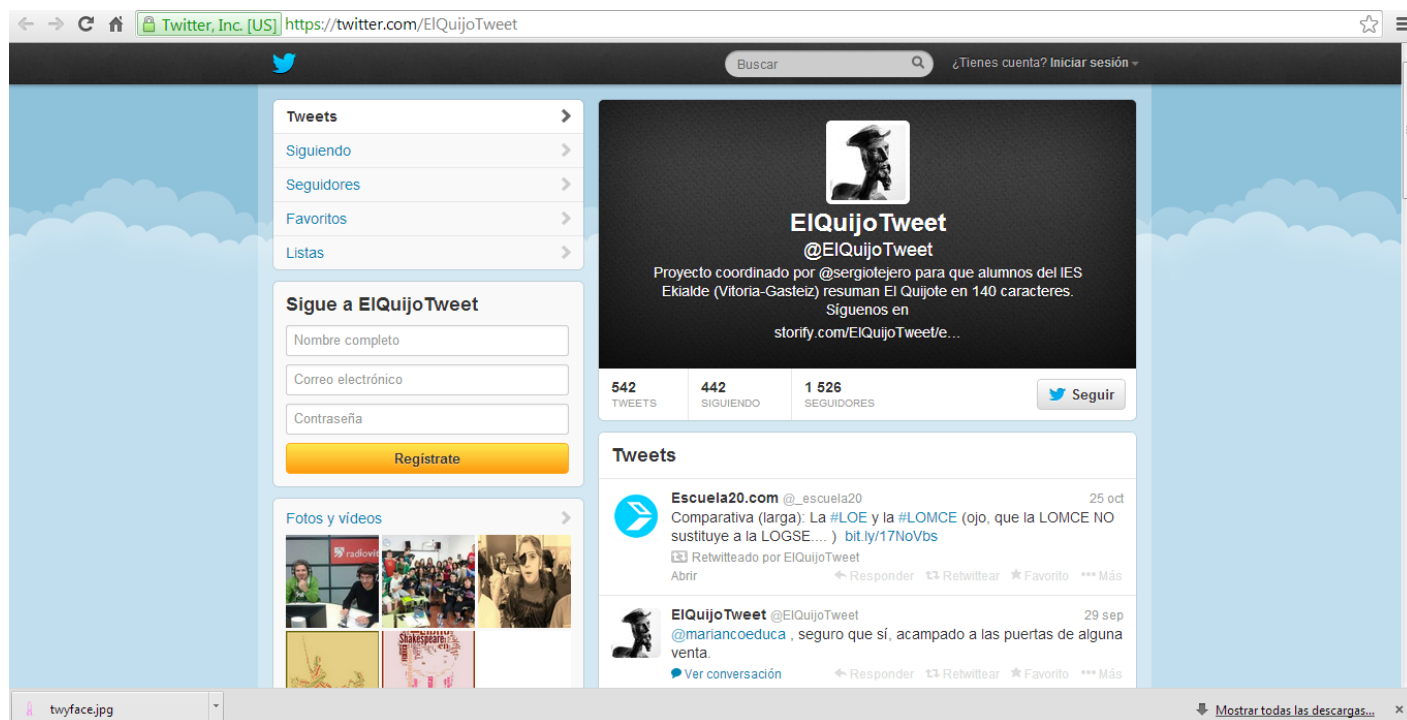 Twitter, Inc. [US] https://twitter.com/ElQuijoTweet
Buscar
¿Tienes cuenta? Iniciar sesión
Tweets
Siguiendo
Seguidores
Favoritos
Listas
Sigue a ElQuijoTweet
Nombre completo
Correo electrónico
Contraseña
Regístrate
Fotos y vídeos
radiovi
Shakespeare
en
ElQuijoTweet
@ElQuijoTweet
Proyecto coordinado por @sergiotejero para que alumnos del IES
Ekialde (Vitoria-Gasteiz) resuman El Quijote en 140 caracteres.
Síguenos en
storify.com/ElQuijoTweet/e...
542 442 1 526
TWEETS SIGUIENDO SEGUIDORES
Seguir
Tweets
Escuela20.com @_escuela20 25 oct
Comparativa (larga): La #LOE y la #LOMCE (ojo, que la LOMCE NO
sustituye a la LOGSE.... ) bit.ly/17NoVbs
Retwitteado por ElQuijoTweet
Abrir Responder Retwittear Favorito Más
ElQuijoTweet @ElQuijoTweet 29 sep
@mariancoeduca , seguro que sí, acampado a las puertas de alguna
venta.
Ver conversación Responder Retwittear Favorito Más
twyface.jpg
Mostrar todas las descargas...